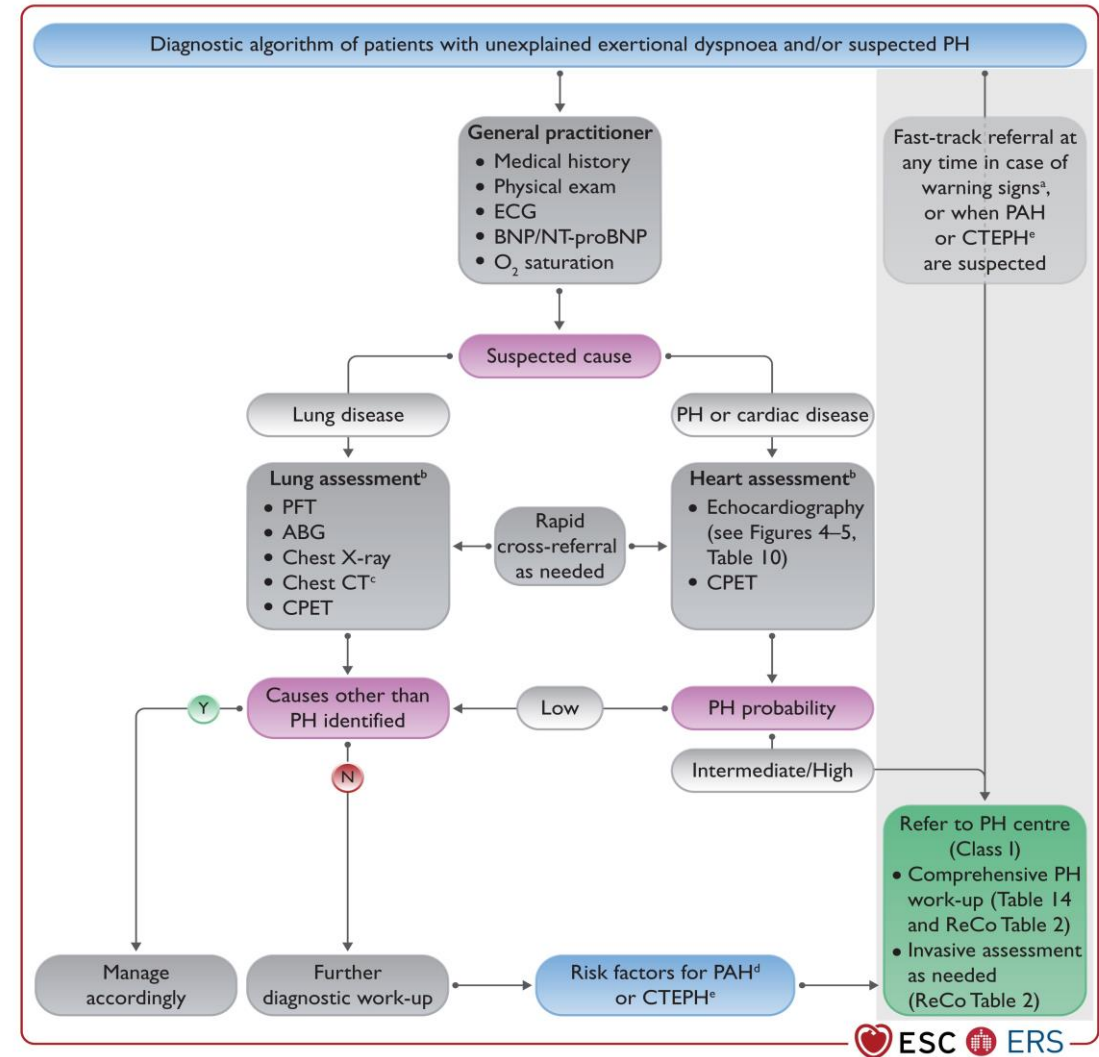 Diagnostic algorithm of patients with unexplained exertional dyspnoea and/or suspected PH
General practitioner
• Medical history
• Physical exam
• ECG
• BNP/NT-proBNP
• O₂ saturation
Fast-track referral at
any time in case of
warning signsᵃ,
or when PAH
or CTEPHᵉ
are suspected
Suspected cause
Lung disease
PH or cardiac disease
Lung assessmentᵇ
• PFT
• ABG
• Chest X-ray
• Chest CTᶜ
• CPET
Rapid
cross-referral
as needed
Heart assessmentᵇ
• Echocardiography
(see Figures 4–5,
Table 10)
• CPET
Y
Causes other than
PH identified
Low
PH probability
N
Intermediate/High
Refer to PH centre
(Class I)
• Comprehensive PH
work-up (Table 14
and ReCo Table 2)
• Invasive assessment
as needed
(ReCo Table 2)
Manage
accordingly
Further
diagnostic work-up
Risk factors for PAHᵈ
or CTEPHᵉ
ESC ERS